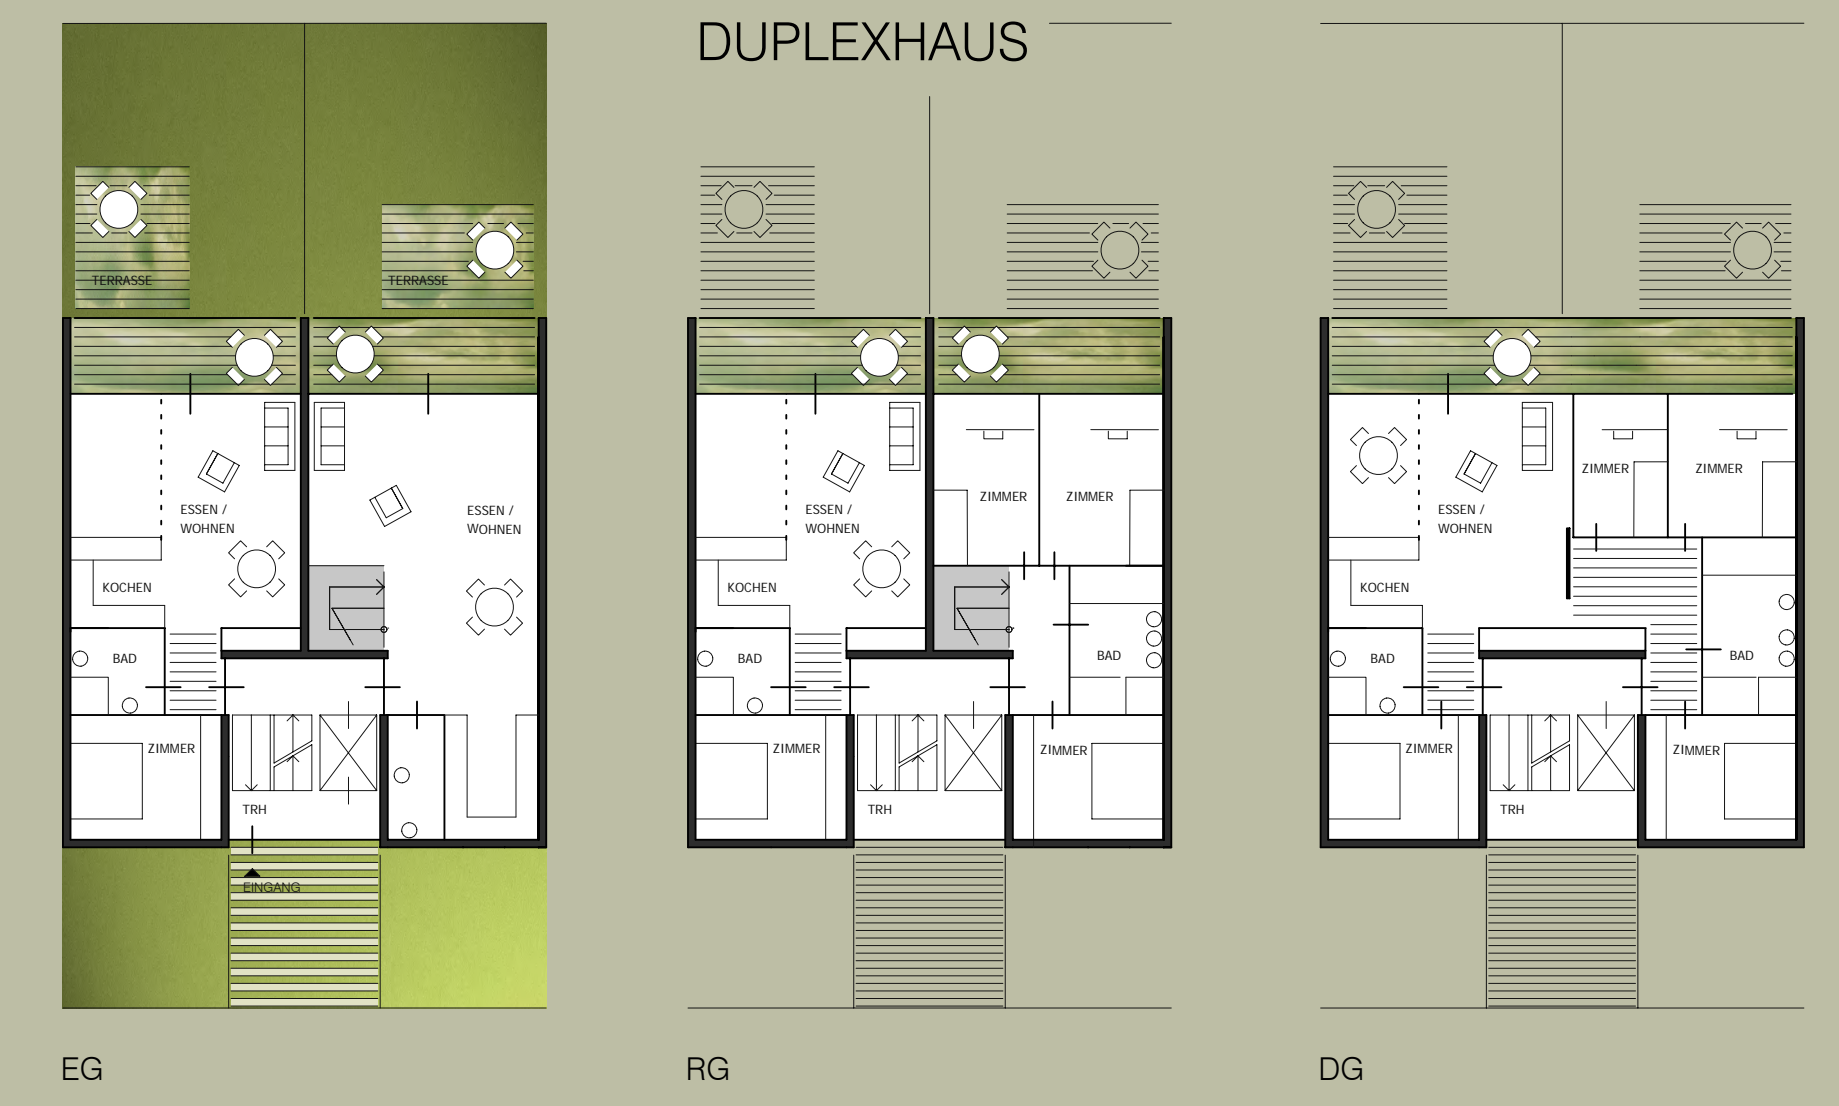 DUPLEXHAUS
TERRASSE
TERRASSE
ESSEN /
WOHNEN
ESSEN /
WOHNEN
KOCHEN
BAD
ZIMMER
TRH
EINGANG
EG
ZIMMER
ZIMMER
ESSEN /
WOHNEN
KOCHEN
BAD
BAD
ZIMMER
ZIMMER
TRH
RG
ZIMMER
ZIMMER
ESSEN /
WOHNEN
KOCHEN
BAD
BAD
ZIMMER
ZIMMER
TRH
DG